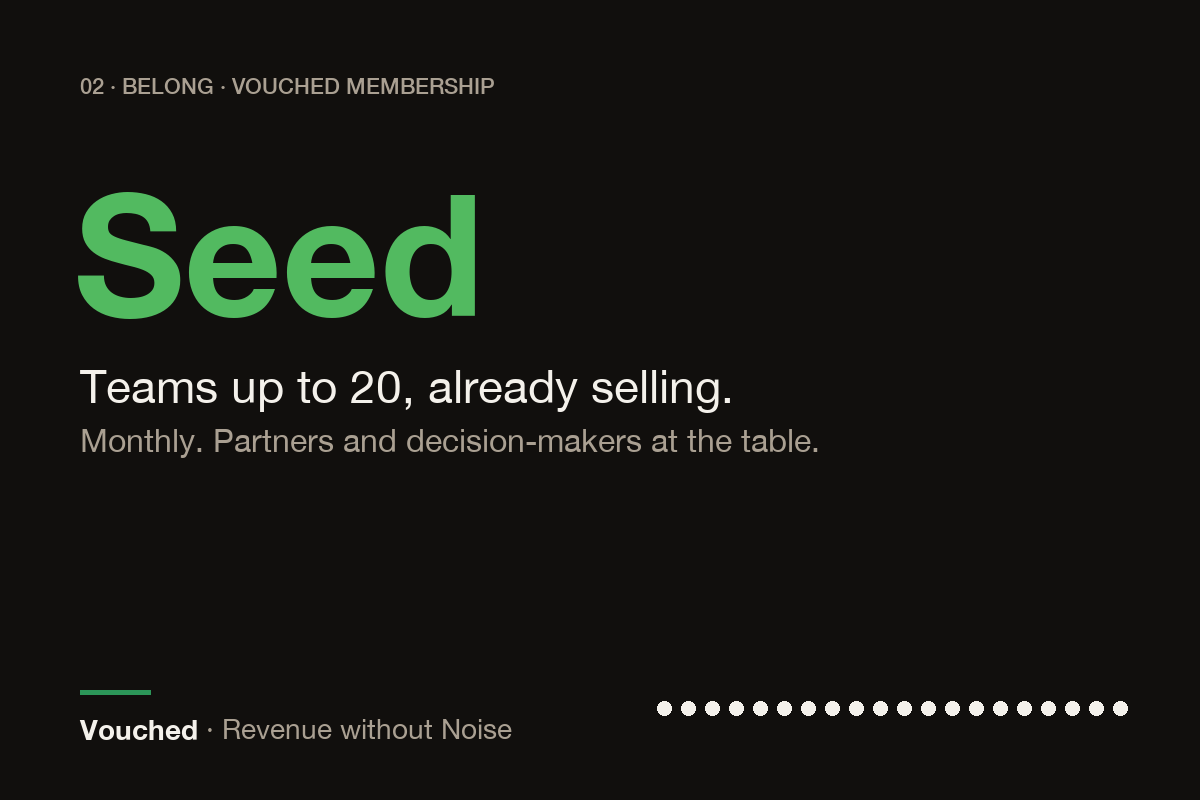 02 · BELONG · VOUCHED MEMBERSHIP
Seed
Teams up to 20, already selling.
Monthly. Partners and decision-makers at the table.
Vouched · Revenue without Noise